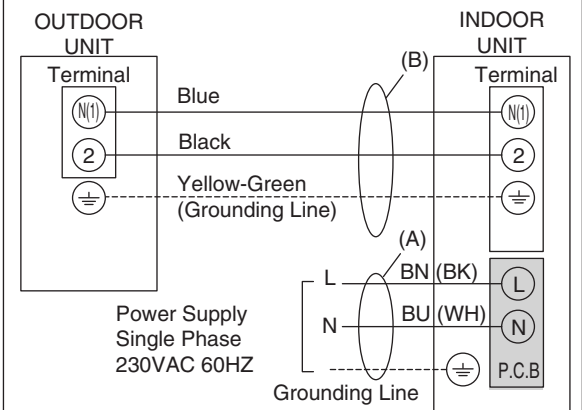 OUTDOOR
UNIT
INDOOR
UNIT
Terminal
(B)
Terminal
N(1)
Blue
N(1)
2
Black
2
Yellow-Green
(Grounding Line)
(A)
L
BN (BK)
L
Power Supply
Single Phase
230VAC 60HZ
N
BU (WH)
N
P.C.B
Grounding Line